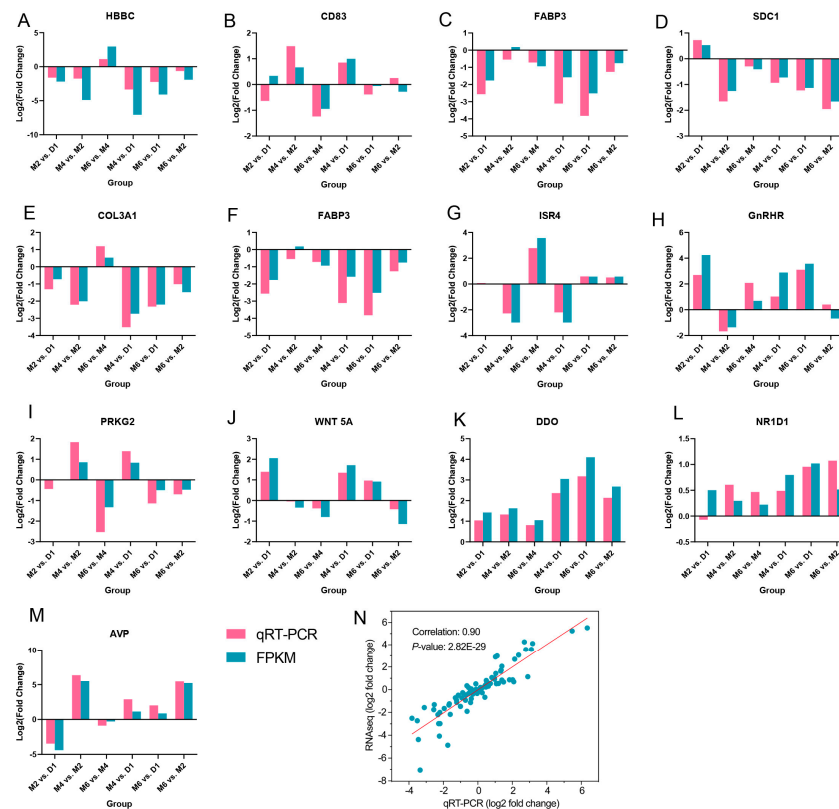 A
HBBC
Log2(Fold Change)
5
0
-5
-10
M2 vs. D1
M4 vs. M2
M6 vs. M4
M4 vs. D1
M6 vs. D1
M6 vs. M2
Group
B
CD83
Log2(Fold Change)
2
1
0
-1
-2
M2 vs. D1
M4 vs. M2
M6 vs. M4
M4 vs. D1
M6 vs. D1
M6 vs. M2
Group
C
FABP3
Log2(Fold Change)
1
0
-1
-2
-3
-4
-5
M2 vs. D1
M4 vs. M2
M6 vs. M4
M4 vs. D1
M6 vs. D1
M6 vs. M2
Group
D
SDC1
Log2(Fold Change)
1
0
-1
-2
-3
M2 vs. D1
M4 vs. M2
M6 vs. M4
M4 vs. D1
M6 vs. D1
M6 vs. M2
Group
E
COL3A1
Log2(Fold Change)
2
1
0
-1
-2
-3
-4
M2 vs. D1
M4 vs. M2
M6 vs. M4
M4 vs. D1
M6 vs. D1
M6 vs. M2
Group
F
FABP3
Log2(Fold Change)
1
0
-1
-2
-3
-4
-5
M2 vs. D1
M4 vs. M2
M6 vs. M4
M4 vs. D1
M6 vs. D1
M6 vs. M2
Group
G
ISR4
Log2(Fold Change)
4
2
0
-2
-4
M2 vs. D1
M4 vs. M2
M6 vs. M4
M4 vs. D1
M6 vs. D1
M6 vs. M2
Group
H
GnRHR
Log2(Fold Change)
6
4
2
0
-2
M2 vs. D1
M4 vs. M2
M6 vs. M4
M4 vs. D1
M6 vs. D1
M6 vs. M2
Group
I
PRKG2
Log2(Fold Change)
2
1
0
-1
-2
-3
M2 vs. D1
M4 vs. M2
M6 vs. M4
M4 vs. D1
M6 vs. D1
M6 vs. M2
Group
J
WNT 5A
Log2(Fold Change)
3
2
1
0
-1
-2
M2 vs. D1
M4 vs. M2
M6 vs. M4
M4 vs. D1
M6 vs. D1
M6 vs. M2
Group
K
DDO
Log2(Fold Change)
5
4
3
2
1
0
M2 vs. D1
M4 vs. M2
M6 vs. M4
M4 vs. D1
M6 vs. D1
M6 vs. M2
Group
L
NR1D1
Log2(Fold Change)
1.5
1.0
0.5
0.0
-0.5
M2 vs. D1
M4 vs. M2
M6 vs. M4
M4 vs. D1
M6 vs. D1
M6 vs. M2
Group
M
AVP
Log2(Fold Change)
10
5
0
-5
M2 vs. D1
M4 vs. M2
M6 vs. M4
M4 vs. D1
M6 vs. D1
M6 vs. M2
Group
qRT-PCR
FPKM
N
Correlation: 0.90
P-value: 2.82E-29
RNAseq (log2 fold change)
6
4
2
0
-2
-4
-6
-8
-4
-2
0
2
4
6
qRT-PCR (log2 fold change)